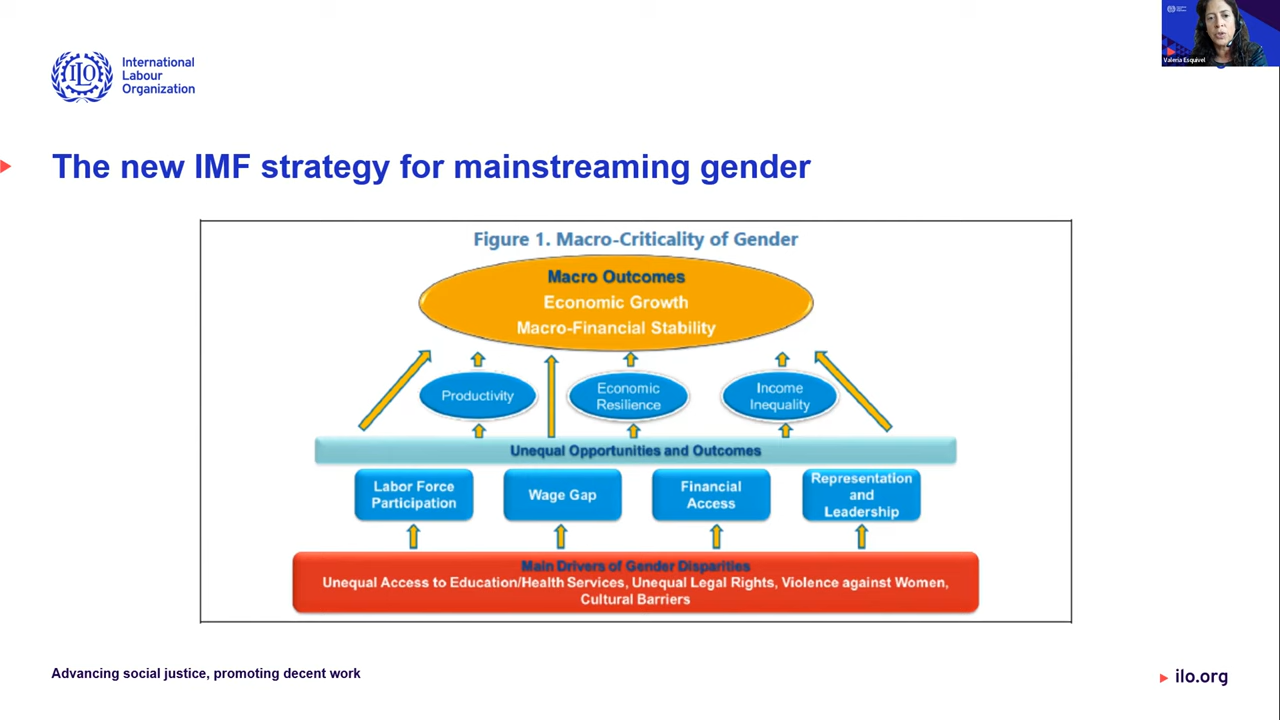 Valeria Esquivel
ILO
International
Labour
Organization
The new IMF strategy for mainstreaming gender
Figure 1. Macro-Criticality of Gender
Macro Outcomes
Economic Growth
Macro-Financial Stability
Productivity
Economic
Resilience
Income
Inequality
Unequal Opportunities and Outcomes
Labor Force
Participation
Wage Gap
Financial
Access
Representation
and
Leadership
Main Drivers of Gender Disparities
Unequal Access to Education/Health Services, Unequal Legal Rights, Violence against Women,
Cultural Barriers
Advancing social justice, promoting decent work
ilo.org